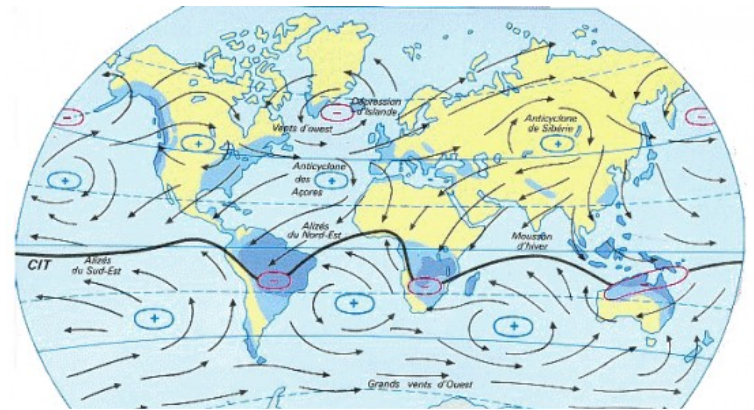 Dépression
d'Islande
Vents d'ouest
Anticyclone
de Sibérie
Anticyclone
des
Açores
Alizés
du Nord-Est
Mousson
d'hiver
CIT
Alizés
du Sud-Est
Grands vents d'Ouest
-
-
-
+
+
+
+
-
-
+
+
+